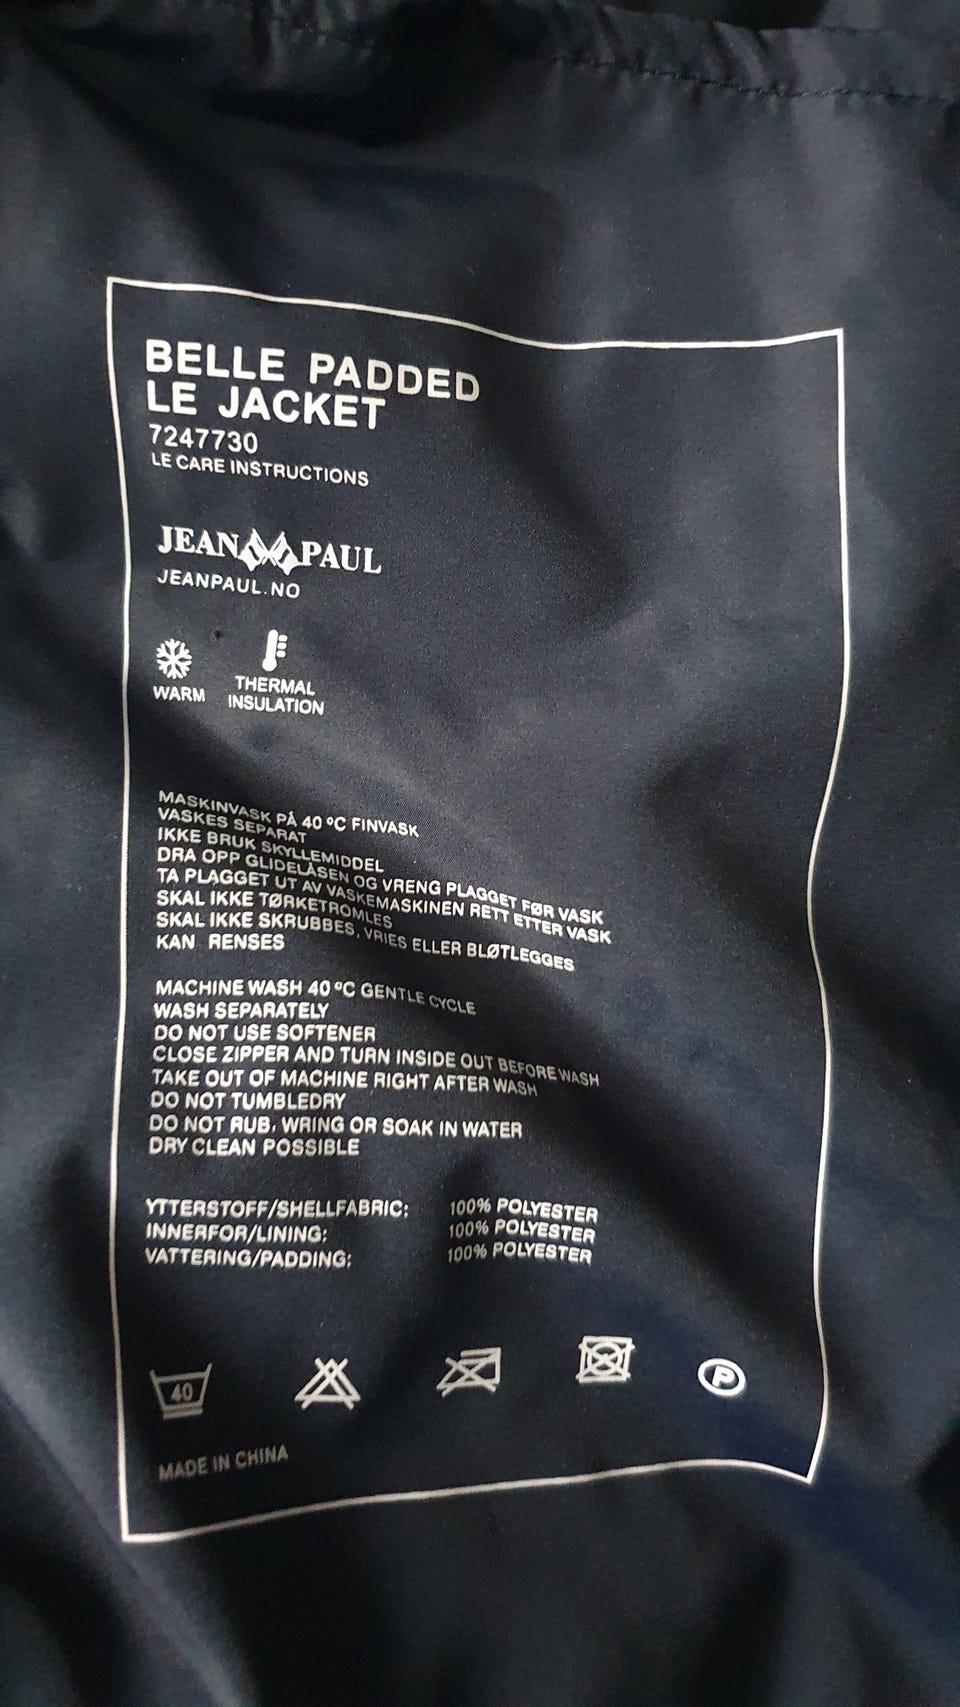 BELLE PADDED
LE JACKET
7247730
LE CARE INSTRUCTIONS
JEAN PAUL
JEANPAUL.NO
WARM
THERMAL
INSULATION
MASKINVASK PÅ 40 ºC FINVASK
VASKES SEPARAT
IKKE BRUK SKYLLEMIDDEL
DRA OPP GLIDELÅSEN OG VRENG PLAGGET FØR VASK
TA PLAGGET UT AV VASKEMASKINEN RETT ETTER VASK
SKAL IKKE TØRKETROMLES
SKAL IKKE SKRUBBES, VRIES ELLER BLØTLEGGES
KAN RENSES
MACHINE WASH 40 ºC GENTLE CYCLE
WASH SEPARATELY
DO NOT USE SOFTENER
CLOSE ZIPPER AND TURN INSIDE OUT BEFORE WASH
TAKE OUT OF MACHINE RIGHT AFTER WASH
DO NOT TUMBLEDRY
DO NOT RUB, WRING OR SOAK IN WATER
DRY CLEAN POSSIBLE
YTTERSTOFF/SHELLFABRIC: 100% POLYESTER
INNERFOR/LINING: 100% POLYESTER
VATTERING/PADDING: 100% POLYESTER
40 P
MADE IN CHINA